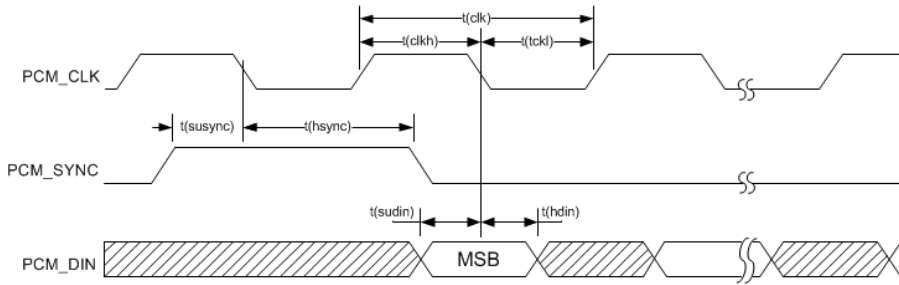 t(clk)
t(clkh)
t(tckl)
PCM_CLK
t(susync)
t(hsync)
PCM_SYNC
t(sudin)
t(hdin)
PCM_DIN
MSB